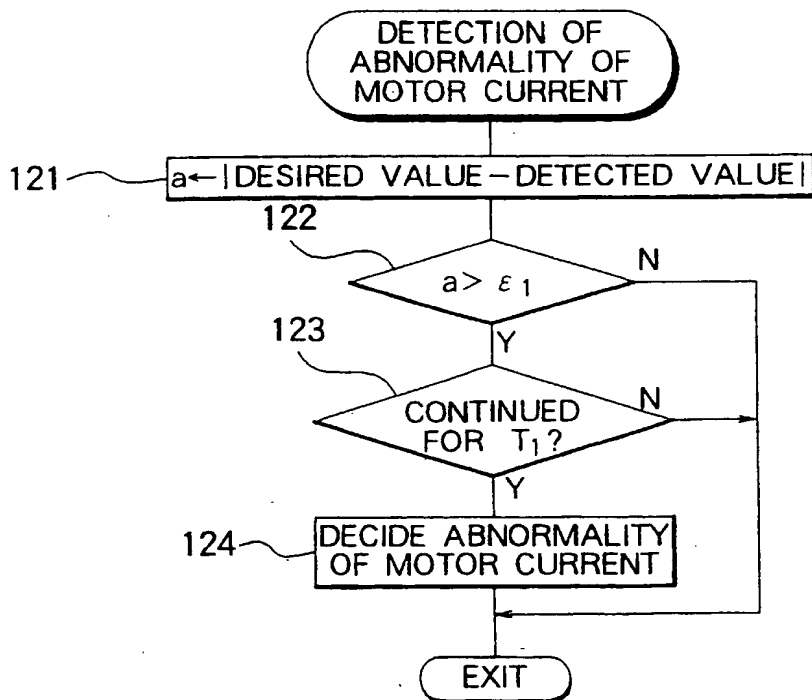 DETECTION OF
ABNORMALITY OF
MOTOR CURRENT
121
a←|DESIRED VALUE－DETECTED VALUE|
122
a> ε1
N
Y
123
CONTINUED
FOR T1?
N
Y
124
DECIDE ABNORMALITY
OF MOTOR CURRENT
EXIT